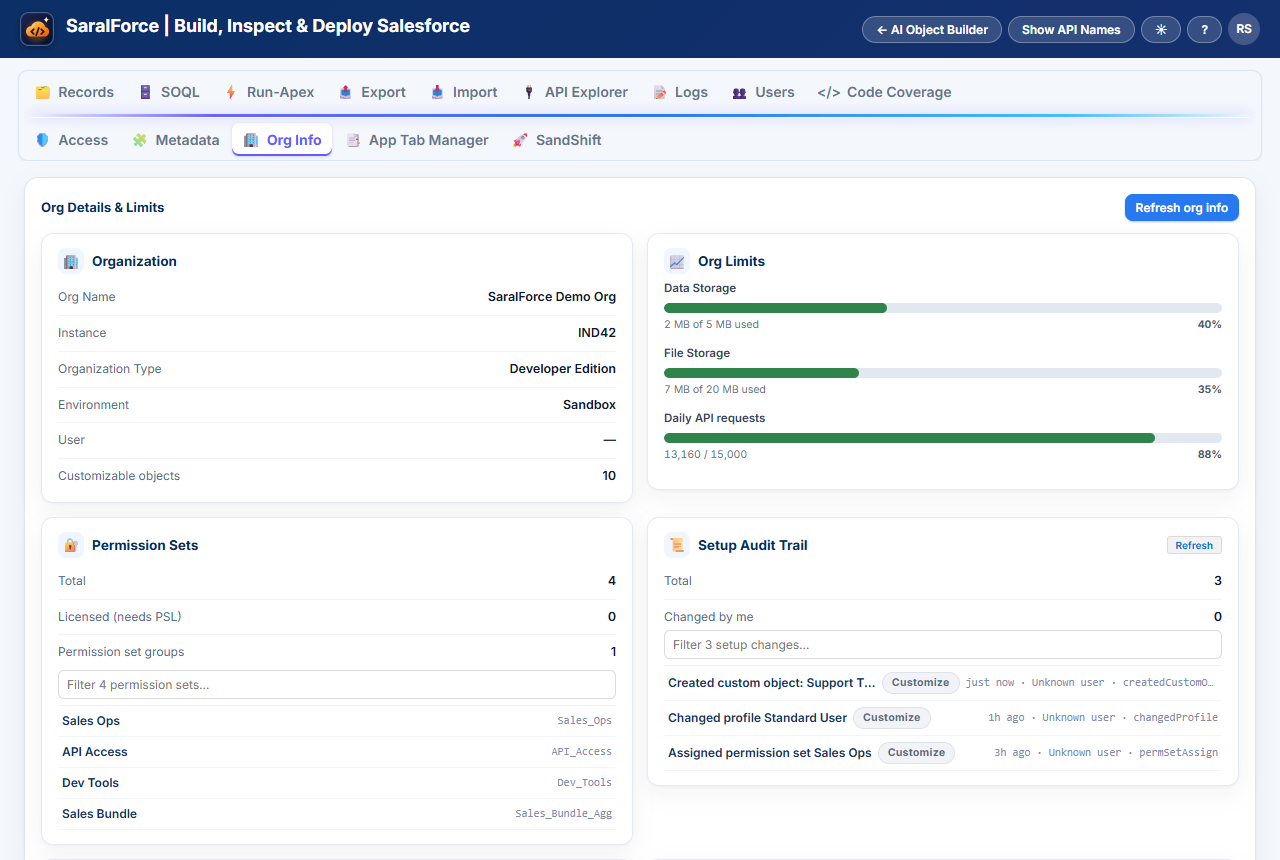 SaralForce | Build, Inspect & Deploy Salesforce
← AI Object Builder
Show API Names
?
RS
Records
SOQL
Run-Apex
Export
Import
API Explorer
Logs
Users
</> Code Coverage
Access
Metadata
Org Info
App Tab Manager
SandShift
Org Details & Limits
Refresh org info
Organization
Org Name SaralForce Demo Org
Instance IND42
Organization Type Developer Edition
Environment Sandbox
User —
Customizable objects 10
Org Limits
Data Storage
2 MB of 5 MB used 40%
File Storage
7 MB of 20 MB used 35%
Daily API requests
13,160 / 15,000 88%
Permission Sets
Total 4
Licensed (needs PSL) 0
Permission set groups 1
Filter 4 permission sets...
Sales Ops Sales_Ops
API Access API_Access
Dev Tools Dev_Tools
Sales Bundle Sales_Bundle_Agg
Setup Audit Trail Refresh
Total 3
Changed by me 0
Filter 3 setup changes...
Created custom object: Support T... Customize just now · Unknown user · createdCustomO…
Changed profile Standard User Customize 1h ago · Unknown user · changedProfile
Assigned permission set Sales Ops Customize 3h ago · Unknown user · permSetAssign